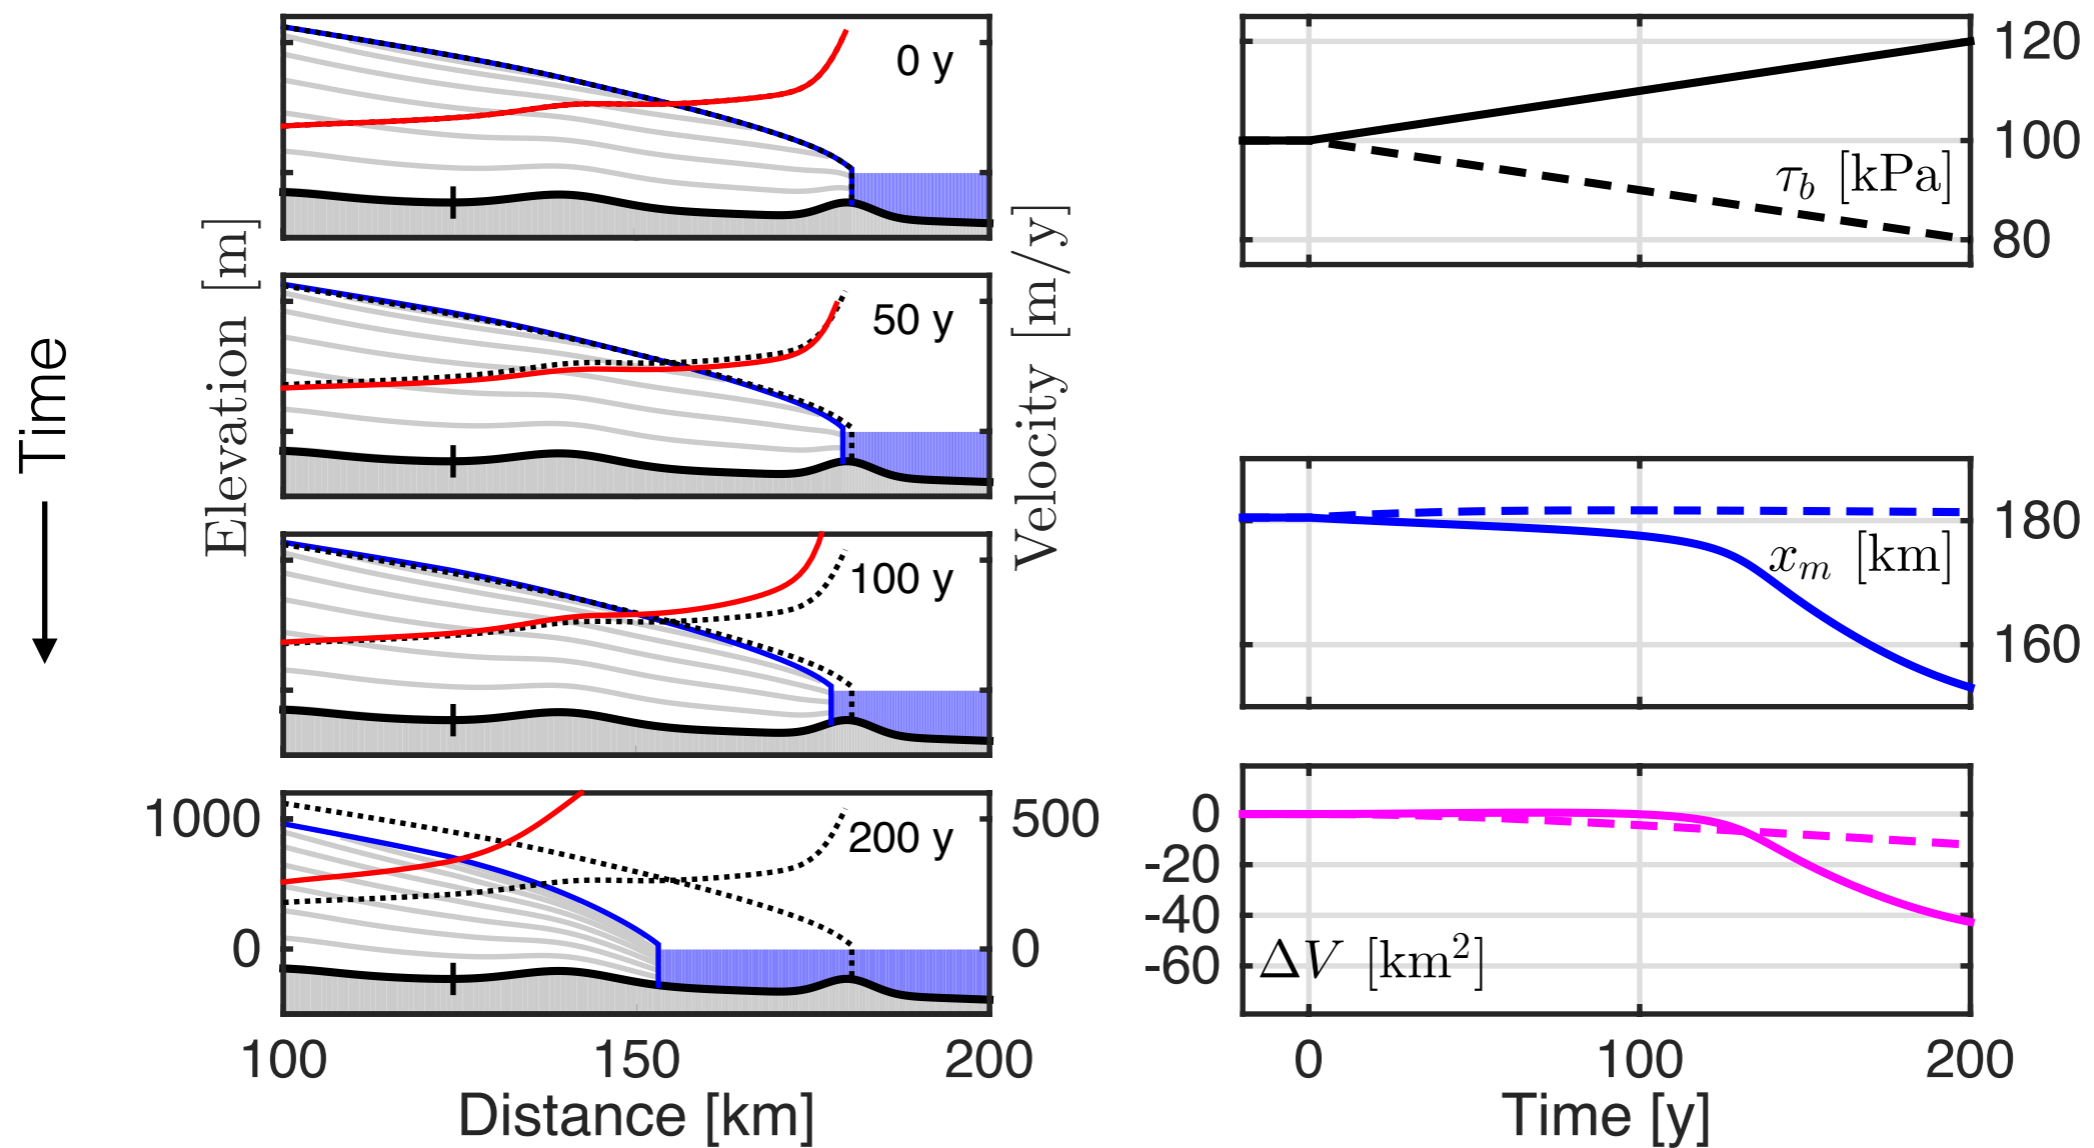 Time
Elevation [m]
Velocity [m/y]
0 y
50 y
100 y
200 y
1000
0
500
0
100
150
200
Distance [km]
120
100
80
τ_b [kPa]
180
160
x_m [km]
0
-20
-40
-60
ΔV [km²]
0
100
200
Time [y]